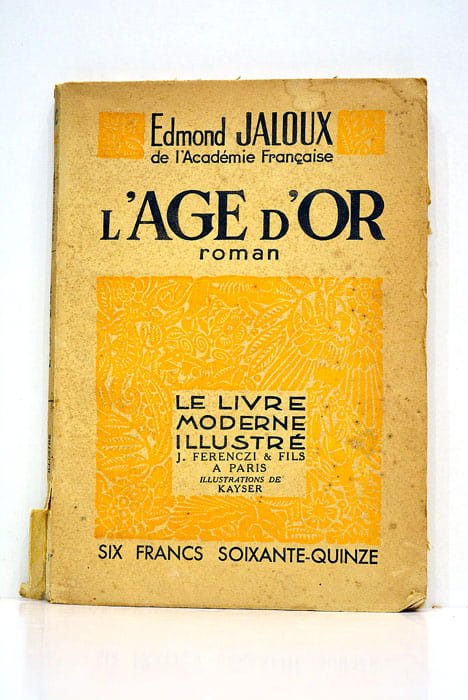 Edmond JALOUX
de l'Académie Française
L'AGE D'OR
roman
LE LIVRE
MODERNE
ILLUSTRÉ
J. FERENCZI & FILS
A PARIS
ILLUSTRATIONS DE
KAYSER
SIX FRANCS SOIXANTE-QUINZE